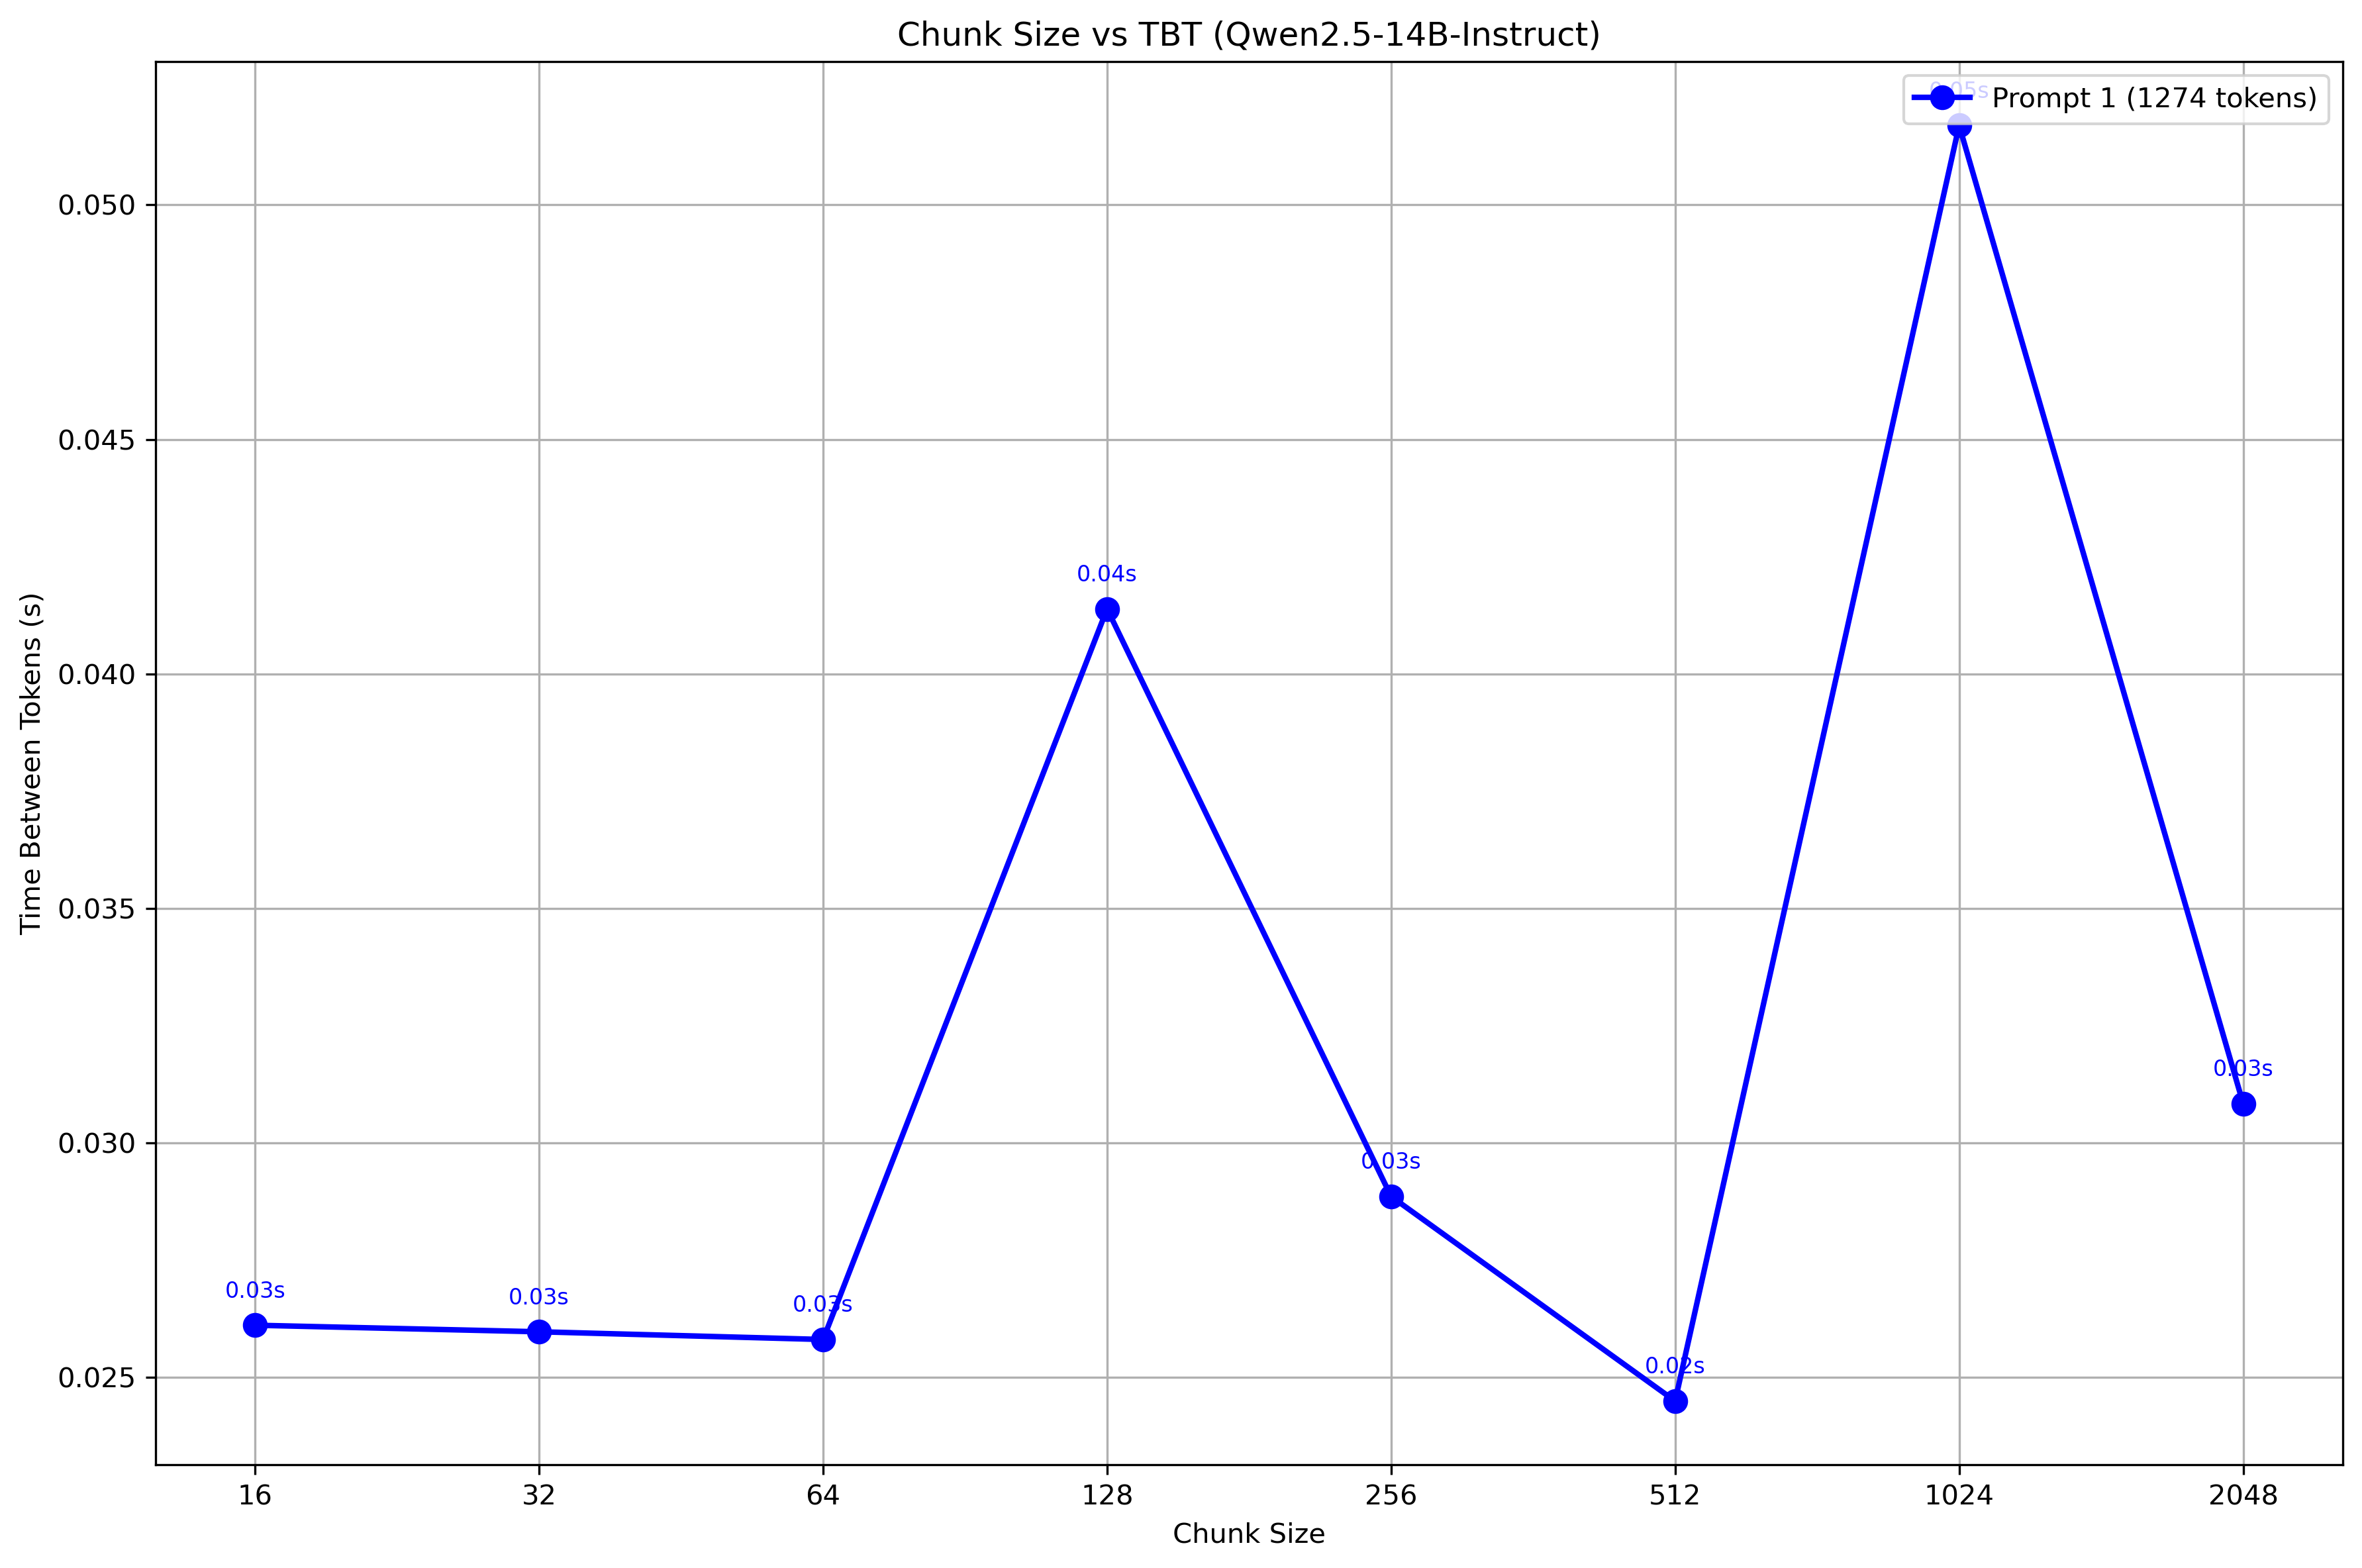 Chunk Size vs TBT (Qwen2.5-14B-Instruct)
Prompt 1 (1274 tokens)
0.05s
0.050
0.045
0.04s
0.040
Time Between Tokens (s)
0.035
0.03s
0.030
0.03s
0.03s
0.03s
0.03s
0.02s
0.025
16 32 64 128 256 512 1024 2048
Chunk Size